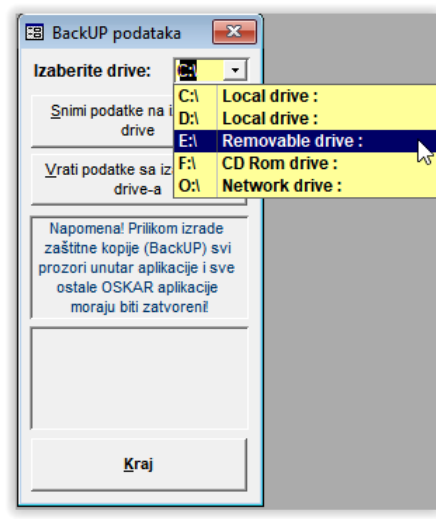 BackUP podataka
Izaberite drive: C:\
C:\ Local drive :
D:\ Local drive :
E:\ Removable drive :
F:\ CD Rom drive :
O:\ Network drive :
Snimi podatke na
drive
Vrati podatke sa
drive-a
Napomena! Prilikom izrade
zaštitne kopije (BackUP) svi
prozori unutar aplikacije i sve
ostale OSKAR aplikacije
moraju biti zatvoreni!
Kraj